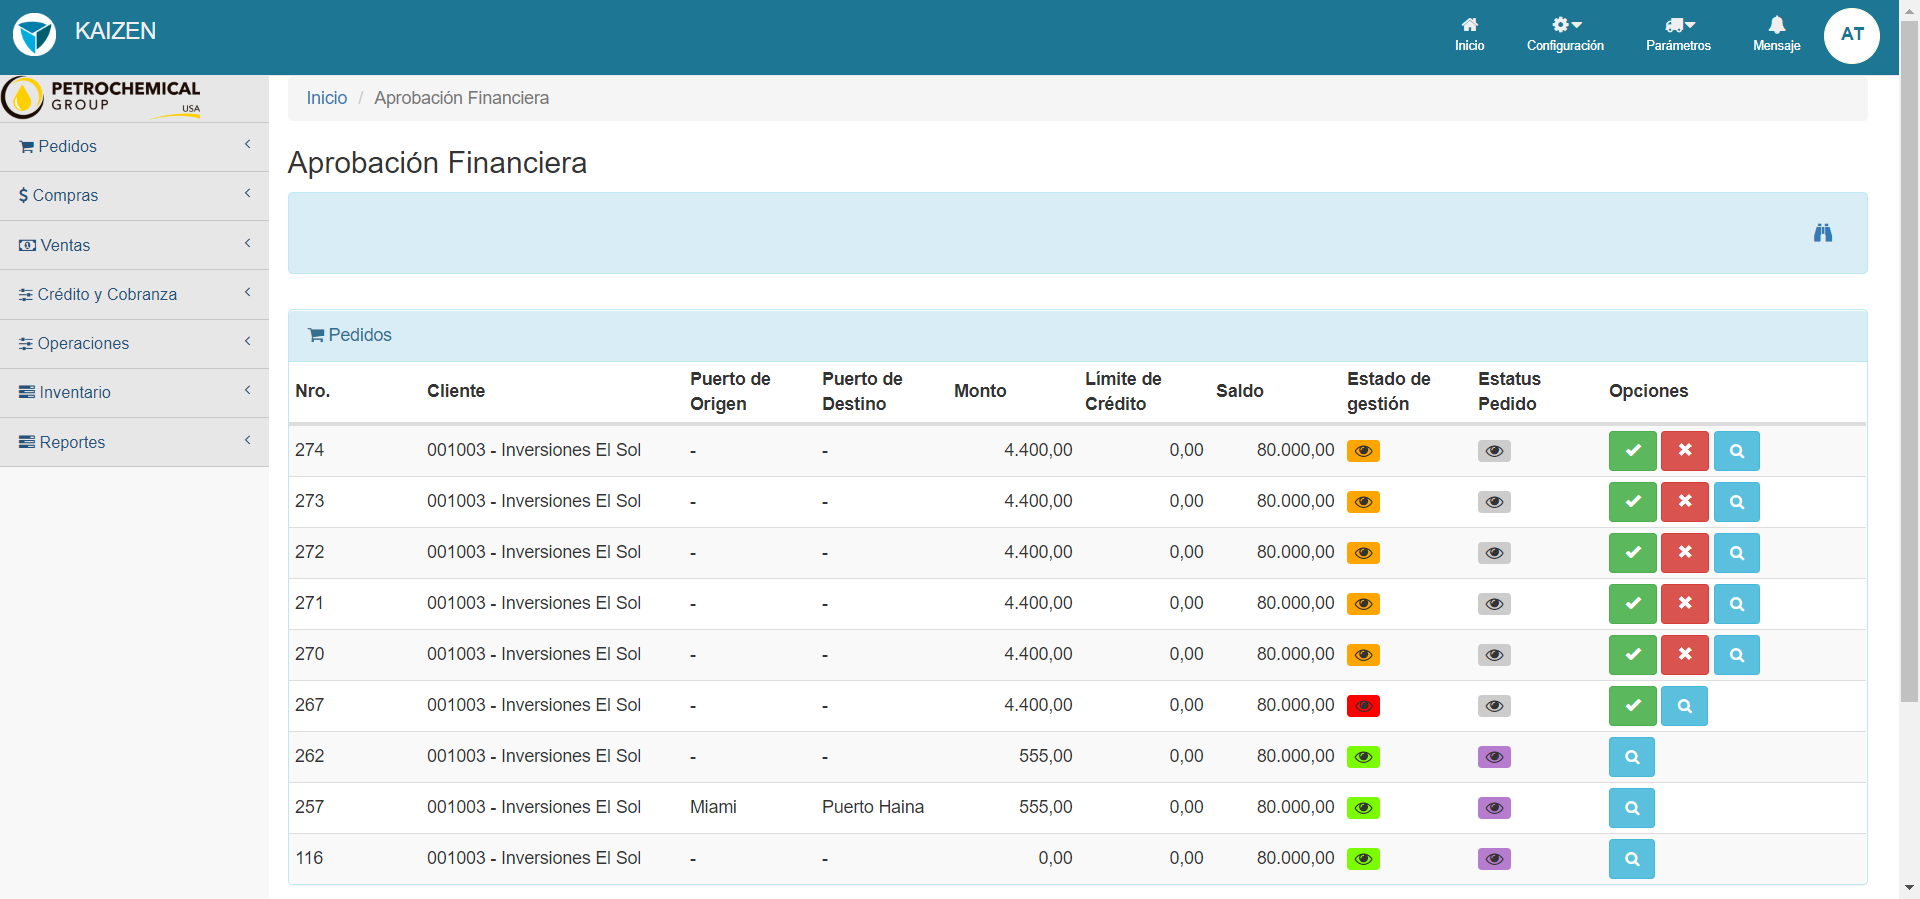 KAIZEN
Inicio
Configuración
Parámetros
Mensaje
AT
PETROCHEMICAL
GROUP
USA
Pedidos
Compras
Ventas
Crédito y Cobranza
Operaciones
Inventario
Reportes
Inicio / Aprobación Financiera
Aprobación Financiera
Pedidos
Nro. Cliente Puerto de Origen Puerto de Destino Monto Límite de Crédito Saldo Estado de gestión Estatus Pedido Opciones
274 001003 - Inversiones El Sol - - 4.400,00 0,00 80.000,00
273 001003 - Inversiones El Sol - - 4.400,00 0,00 80.000,00
272 001003 - Inversiones El Sol - - 4.400,00 0,00 80.000,00
271 001003 - Inversiones El Sol - - 4.400,00 0,00 80.000,00
270 001003 - Inversiones El Sol - - 4.400,00 0,00 80.000,00
267 001003 - Inversiones El Sol - - 4.400,00 0,00 80.000,00
262 001003 - Inversiones El Sol - - 555,00 0,00 80.000,00
257 001003 - Inversiones El Sol Miami Puerto Haina 555,00 0,00 80.000,00
116 001003 - Inversiones El Sol - - 0,00 0,00 80.000,00